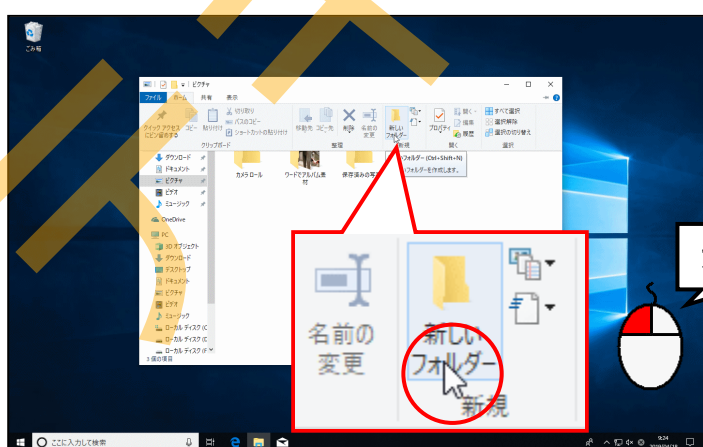 ごみ箱
ピクチャ
ファイル ホーム 共有 表示
クイック アクセス にピン留めする
コピー
貼り付け
切り取り
パスのコピー
ショートカットの貼り付け
クリップボード
移動先 コピー先 削除 名前の変更
整理
新しいフォルダー
新規
プロパティ
開く
編集
履歴
開く
すべて選択
選択解除
選択の切り替え
選択
フォルダー (Ctrl+Shift+N)
フォルダーを作成します。
ダウンロード
ドキュメント
ピクチャ
ビデオ
ミュージック
OneDrive
PC
3D オブジェクト
ダウンロード
デスクトップ
ドキュメント
ピクチャ
ビデオ
ミュージック
ローカル ディスク (C
ローカル ディスク (C
ローカル ディスク (F
3 個の項目
カメラロール
ワードでアルバム素材
保存済みの写真
名前の
変更
新しい
フォルダー
新規
ここに入力して検索
9:24
2019/04/18